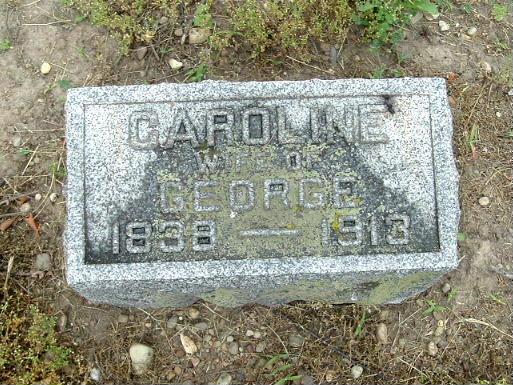 CAROLINE
WIFE OF
GEORGE
1838 — 1913